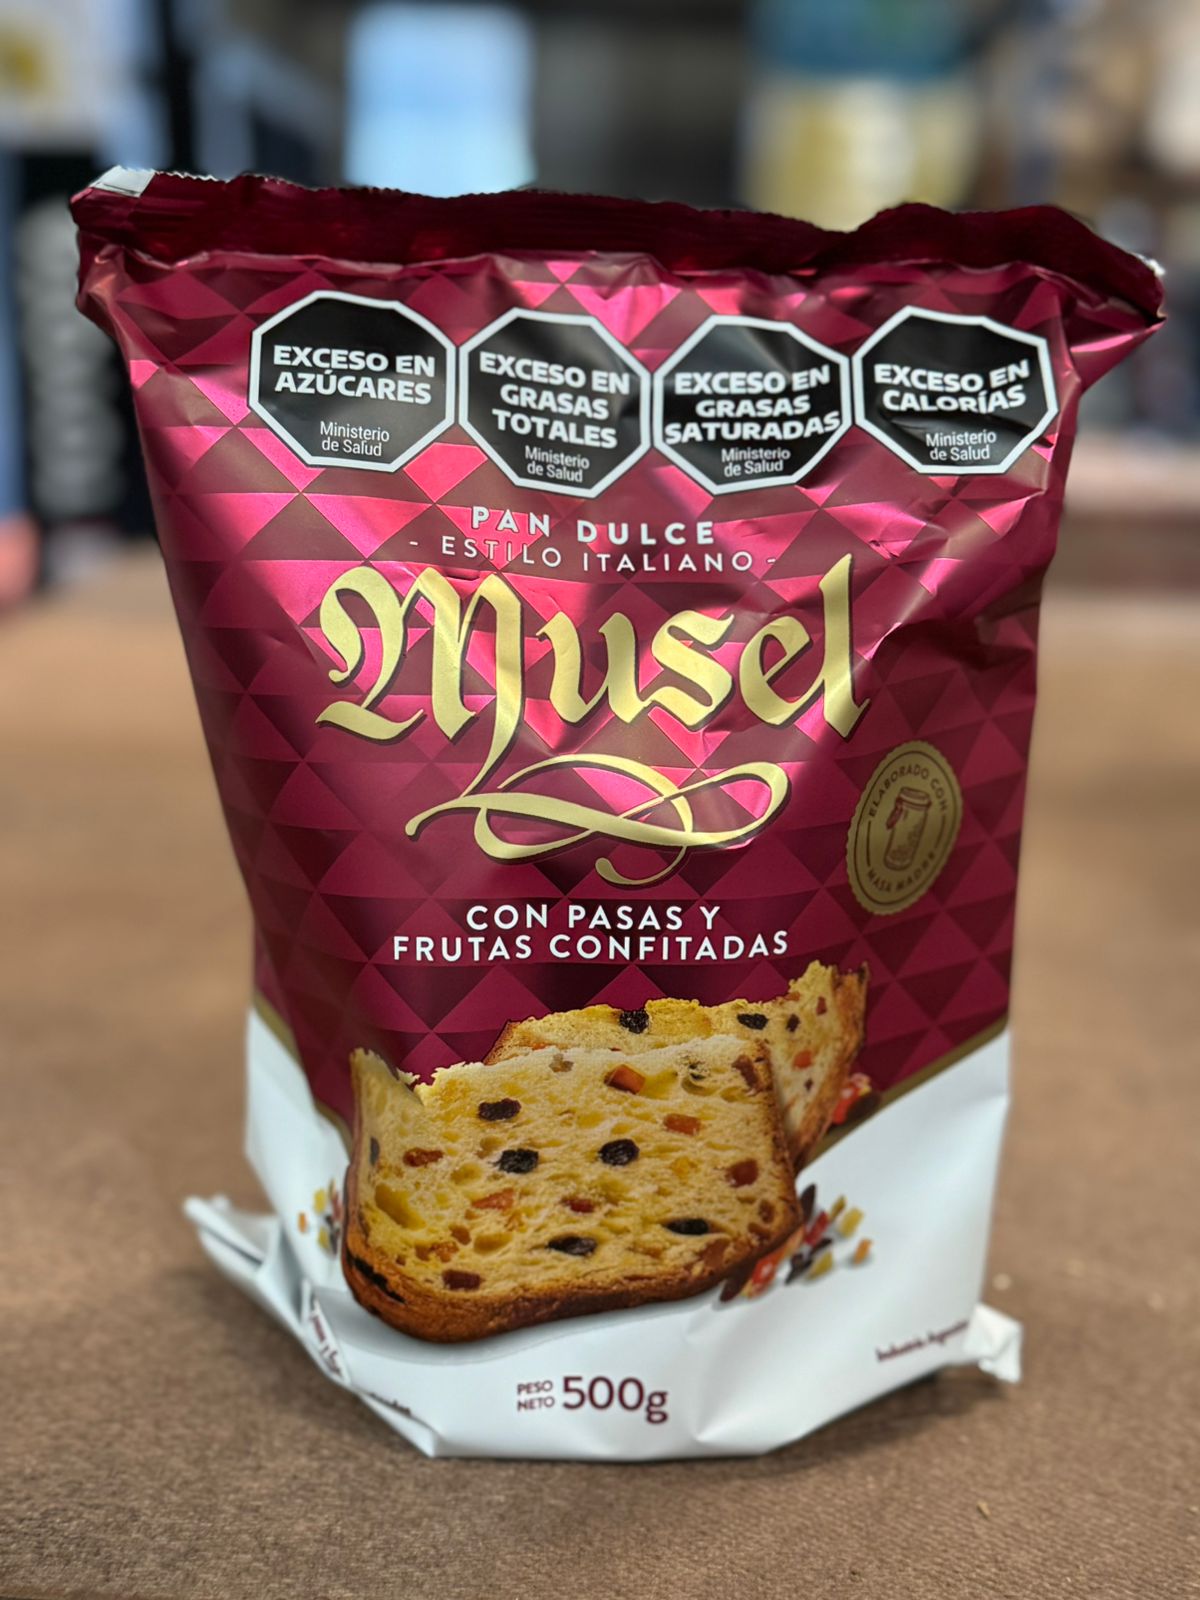 EXCESO EN
AZÚCARES
Ministerio
de Salud
EXCESO EN
GRASAS
TOTALES
Ministerio
de Salud
EXCESO EN
GRASAS
SATURADAS
Ministerio
de Salud
EXCESO EN
CALORÍAS
Ministerio
de Salud
PAN DULCE
- ESTILO ITALIANO -
Musel
ELABORADO CON
MASA MADRE
CON PASAS Y
FRUTAS CONFITADAS
Industria Argentina
PESO
NETO 500g